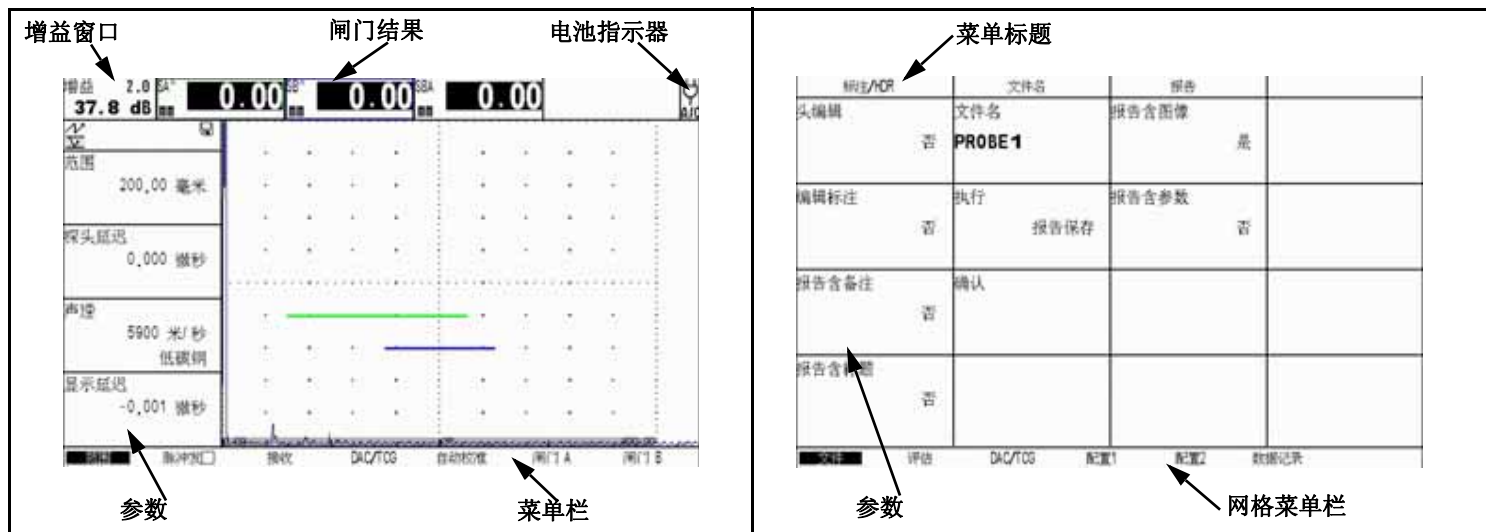 增益窗口
闸门结果
电池指示器
增益 2.0
37.8 dB
SA^
0.00
SB^
0.00
SBA
0.00
A/C
范围
200.00 毫米
探头延迟
0.000 微秒
声速
5900 米/秒
低碳钢
显示延迟
-0.001 微秒
接收
DAC/TCG
自动校准
闸门 A
闸门 B
参数
菜单栏
菜单标题
标注/HDR
文件名
报告
头编辑
否
文件名
PROBE1
报告含图像
是
编辑标注
否
执行
报告保存
报告含参数
否
报告含备注
否
确认
报告含标题
否
文件
评估
DAC/TCG
配置1
配置2
数据记录
参数
网格菜单栏